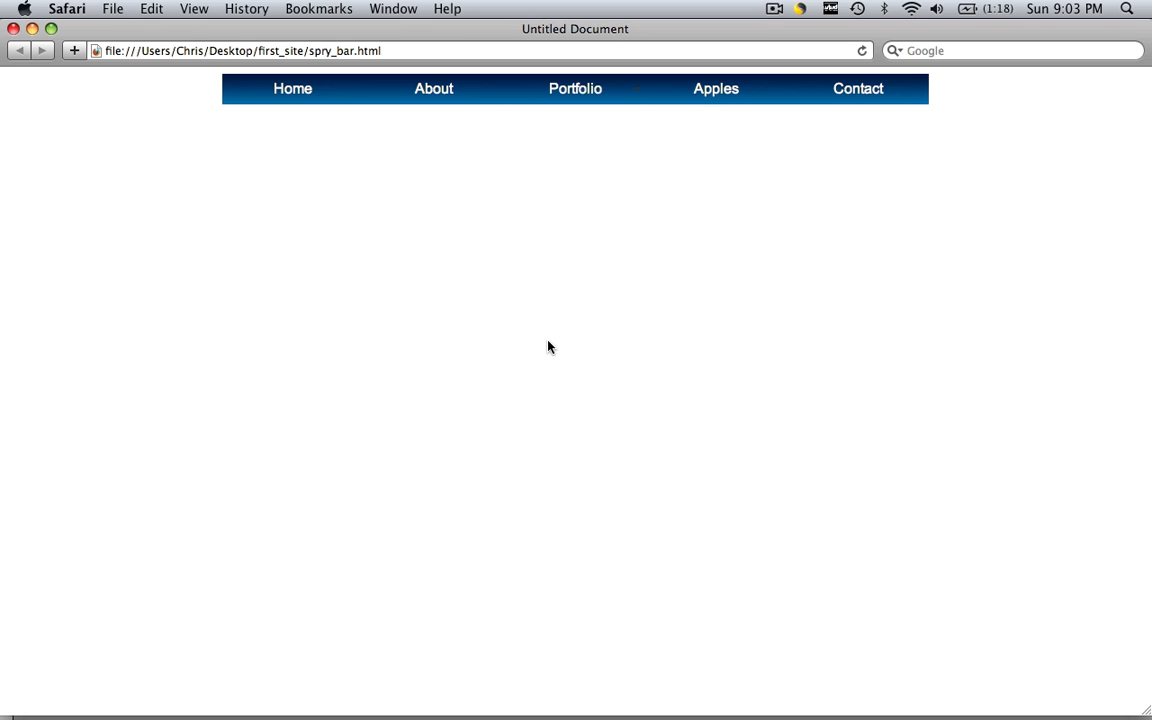 Safari File Edit View History Bookmarks Window Help (1:18) Sun 9:03 PM
Untitled Document
file:///Users/Chris/Desktop/first_site/spry_bar.html Google
Home About Portfolio Apples Contact